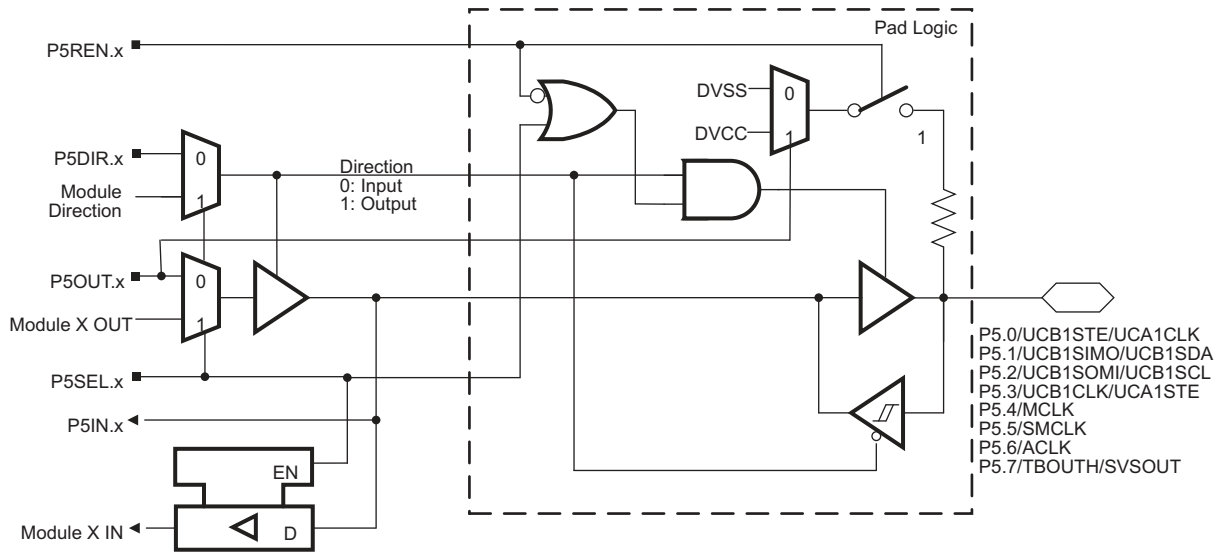 Pad Logic
P5REN.x
DVSS
0
DVCC
1
1
P5DIR.x
0
Direction
0: Input
1: Output
Module
Direction
1
P5OUT.x
0
Module X OUT
1
P5SEL.x
P5IN.x
EN
Module X IN
D
P5.0/UCB1STE/UCA1CLK
P5.1/UCB1SIMO/UCB1SDA
P5.2/UCB1SOMI/UCB1SCL
P5.3/UCB1CLK/UCA1STE
P5.4/MCLK
P5.5/SMCLK
P5.6/ACLK
P5.7/TBOUTH/SVSOUT